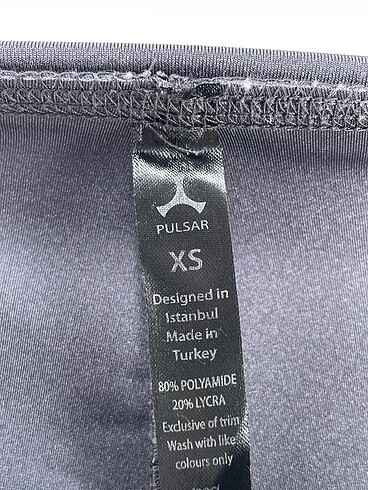 PULSAR
XS
Designed in
Istanbul
Made in
Turkey
80% POLYAMIDE
20% LYCRA
Exclusive of trim
Wash with like
colours only